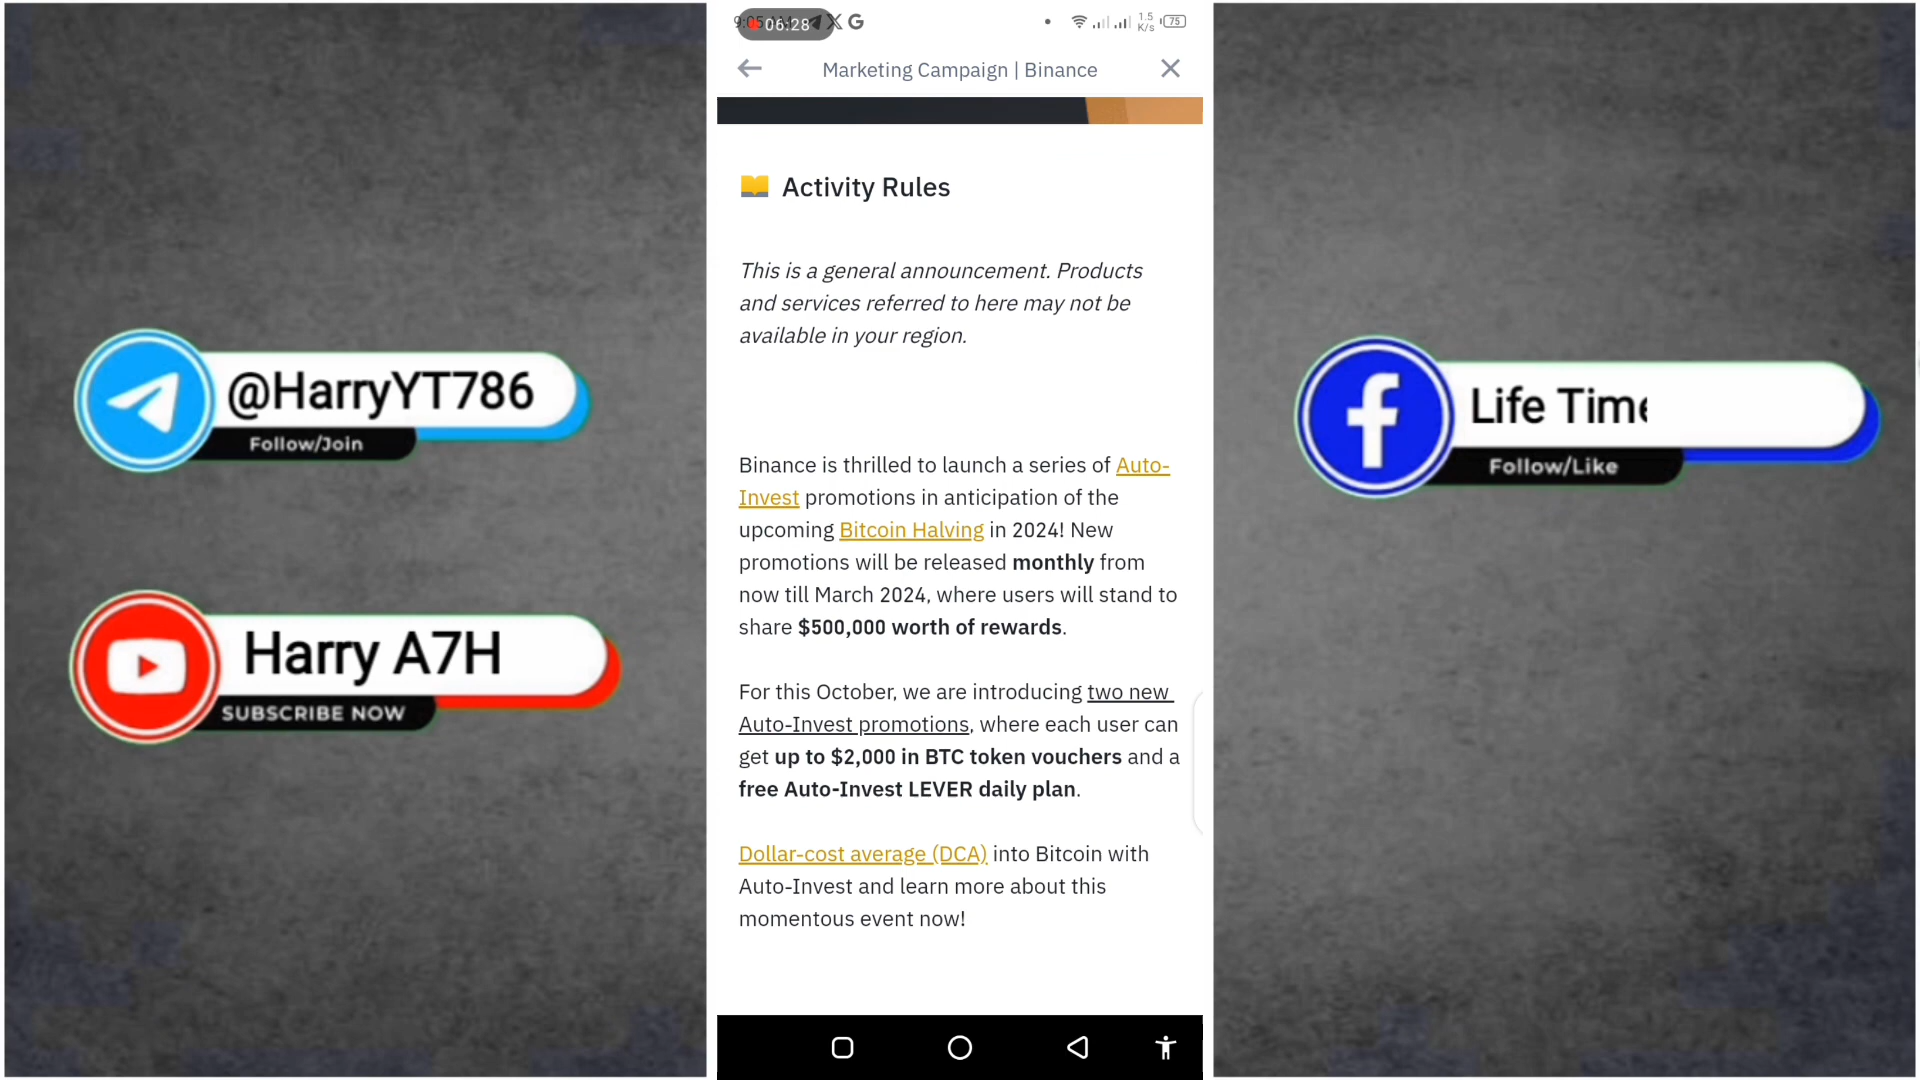 06:28
1.5
K/s
75
Marketing Campaign | Binance
Activity Rules
This is a general announcement. Products
and services referred to here may not be
available in your region.
Binance is thrilled to launch a series of Auto-
Invest promotions in anticipation of the
upcoming Bitcoin Halving in 2024! New
promotions will be released monthly from
now till March 2024, where users will stand to
share $500,000 worth of rewards.
For this October, we are introducing two new
Auto-Invest promotions, where each user can
get up to $2,000 in BTC token vouchers and a
free Auto-Invest LEVER daily plan.
Dollar-cost average (DCA) into Bitcoin with
Auto-Invest and learn more about this
momentous event now!
@HarryYT786
Follow/Join
Harry A7H
SUBSCRIBE NOW
Life Time
Follow/Like